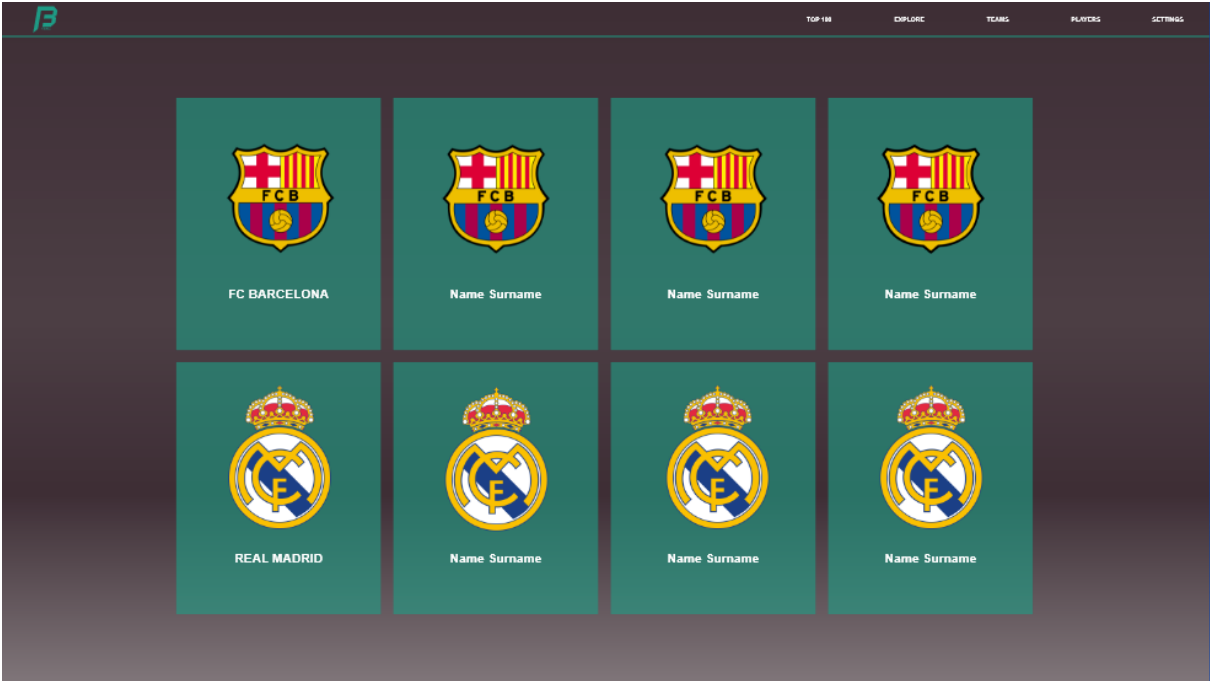 TOP 100 EXPLORE TEAMS PLAYERS SETTINGS
FCB FCB FCB FCB
FC BARCELONA Name Surname Name Surname Name Surname
REAL MADRID Name Surname Name Surname Name Surname